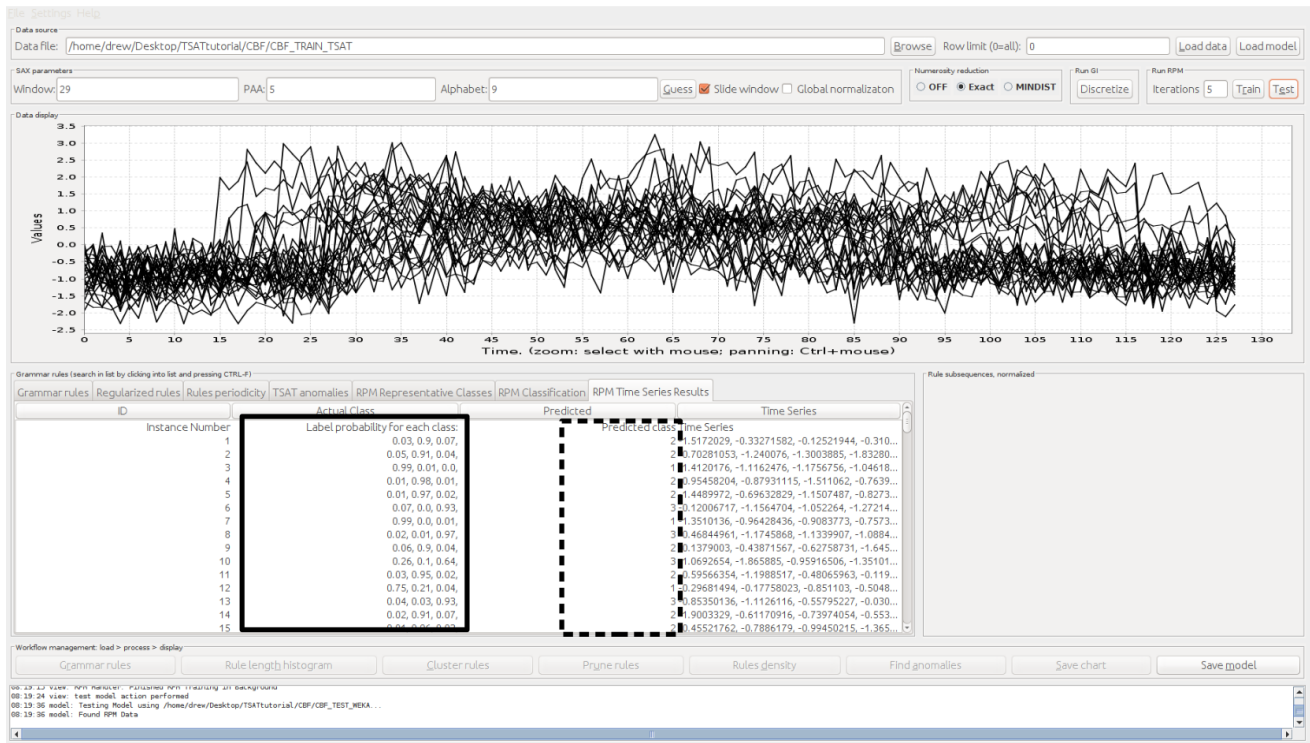 File Settings Help
Data source
Data file: /home/drew/Desktop/TSATtutorial/CBF/CBF_TRAIN_TSAT Browse Row limit (0=all): 0 Load data Load model
SAX parameters Numerosity reduction Run GI Run RPM
Window: 29 PAA: 5 Alphabet: 9 Guess Slide window Global normalizaton OFF Exact MINDIST Discretize Iterations 5 Train Test
Data display
3.5
3.0
2.5
2.0
1.5
1.0
0.5
0.0
-0.5
-1.0
-1.5
-2.0
-2.5
Values
0 5 10 15 20 25 30 35 40 45 50 55 60 65 70 75 80 85 90 95 100 105 110 115 120 125 130
Time. (zoom: select with mouse; panning: Ctrl+mouse)
Grammar rules (search in list by clicking into list and pressing CTRL-F) Rule subsequences, normalized
Grammar rules Regularized rules Rules periodicity TSAT anomalies RPM Representative Classes RPM Classification RPM Time Series Results
ID Actual Class Predicted Time Series
Instance Number Label probability for each class: Predicted class Time Series
1 0.03, 0.9, 0.07, 2 -1.5172029, -0.33271582, -0.12521944, -0.310...
2 0.05, 0.91, 0.04, 2 -0.70281053, -1.240076, -1.3003885, -1.83280...
3 0.99, 0.01, 0.0, 1 -1.4120176, -1.1162476, -1.1756756, -1.04618...
4 0.01, 0.98, 0.01, 2 -0.95458204, -0.87931115, -1.511062, -0.7639...
5 0.01, 0.97, 0.02, 2 -1.4489972, -0.69632829, -1.1507487, -0.8273...
6 0.07, 0.0, 0.93, 3 -0.12006717, -1.1564704, -1.052264, -1.27214...
7 0.99, 0.0, 0.01, 1 -1.3510136, -0.96428436, -0.9083773, -0.7573...
8 0.02, 0.01, 0.97, 3 0.46844961, -1.1745868, -1.1339907, -1.0884...
9 0.06, 0.9, 0.04, 2 0.1379003, -0.43871567, -0.62758731, -1.645...
10 0.26, 0.1, 0.64, 3 1.0692654, -1.865885, -0.95916506, -1.35101...
11 0.03, 0.95, 0.02, 2 -0.59566354, -1.1988517, -0.48065963, -0.119...
12 0.75, 0.21, 0.04, 1 -0.29681494, -0.17758023, -0.851103, -0.5048...
13 0.04, 0.03, 0.93, 3 -0.85350136, -1.1126116, -0.55795227, -0.030...
14 0.02, 0.91, 0.07, 2 1.9003329, -0.61170916, -0.73974054, -0.553...
15 2 0.45521762, -0.7886179, -0.99450215, -1.365...
Workflow management: load > process > display
Grammar rules Rule length histogram Cluster rules Prune rules Rules density Find anomalies Save chart Save model
08:19:15 view: RPM Handler: Finished RPM Training in Background
08:19:24 view: test model action performed
08:19:36 model: Testing Model using /home/drew/Desktop/TSATtutorial/CBF/CBF_TEST_WEKA...
08:19:36 model: Found RPM Data